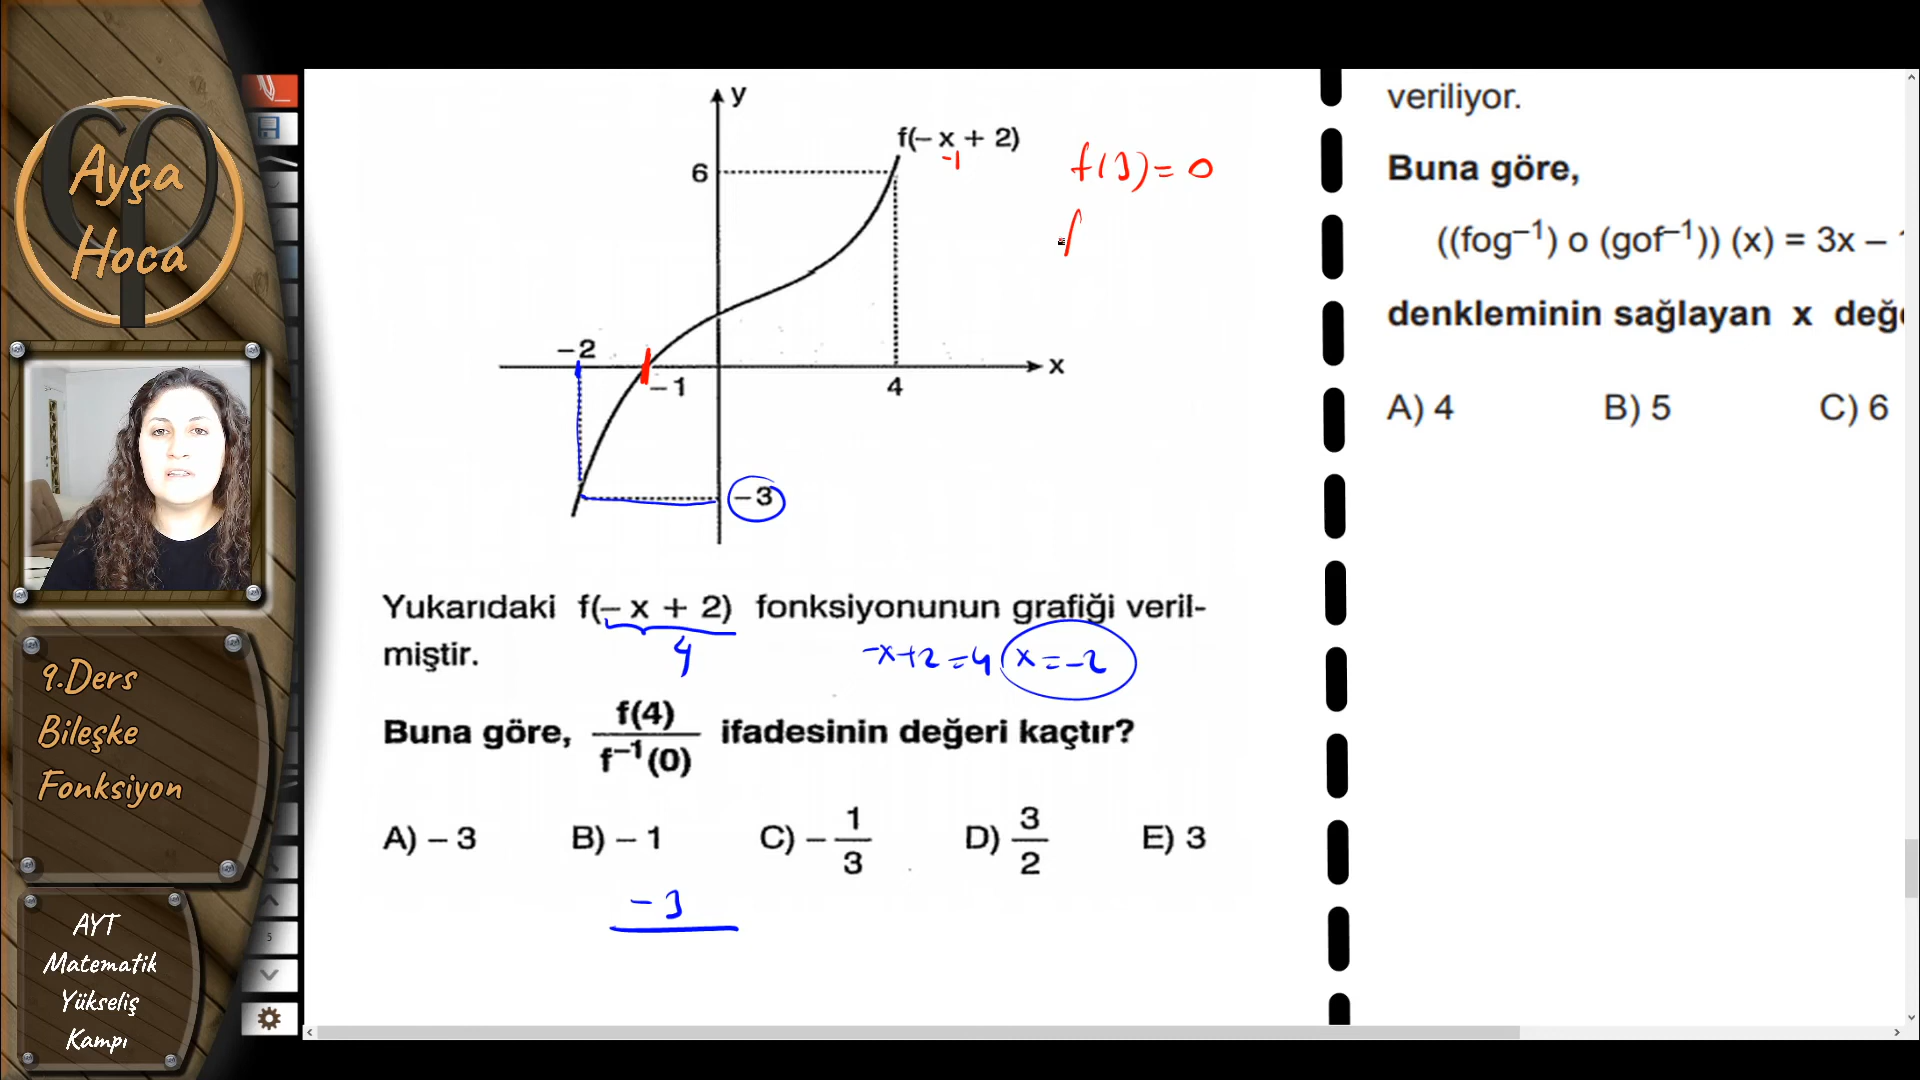 Ayça
Hoca
9.Ders
Bileşke
Fonksiyon
AYT
Matematik
Yükseliş
Kampı
5
y
f(– x + 2)
-1
6
f(3) = 0
f
–2
–1
4
x
–3
Yukarıdaki f(– x + 2) fonksiyonunun grafiği veril-
miştir.
4
-x+2=4 x=-2
Buna göre, f(4) / f⁻¹(0) ifadesinin değeri kaçtır?
A) – 3 B) – 1 C) – 1/3 D) 3/2 E) 3
-3
veriliyor.
Buna göre,
((fog⁻¹) o (gof⁻¹)) (x) = 3x –
denkleminin sağlayan x değe
A) 4 B) 5 C) 6